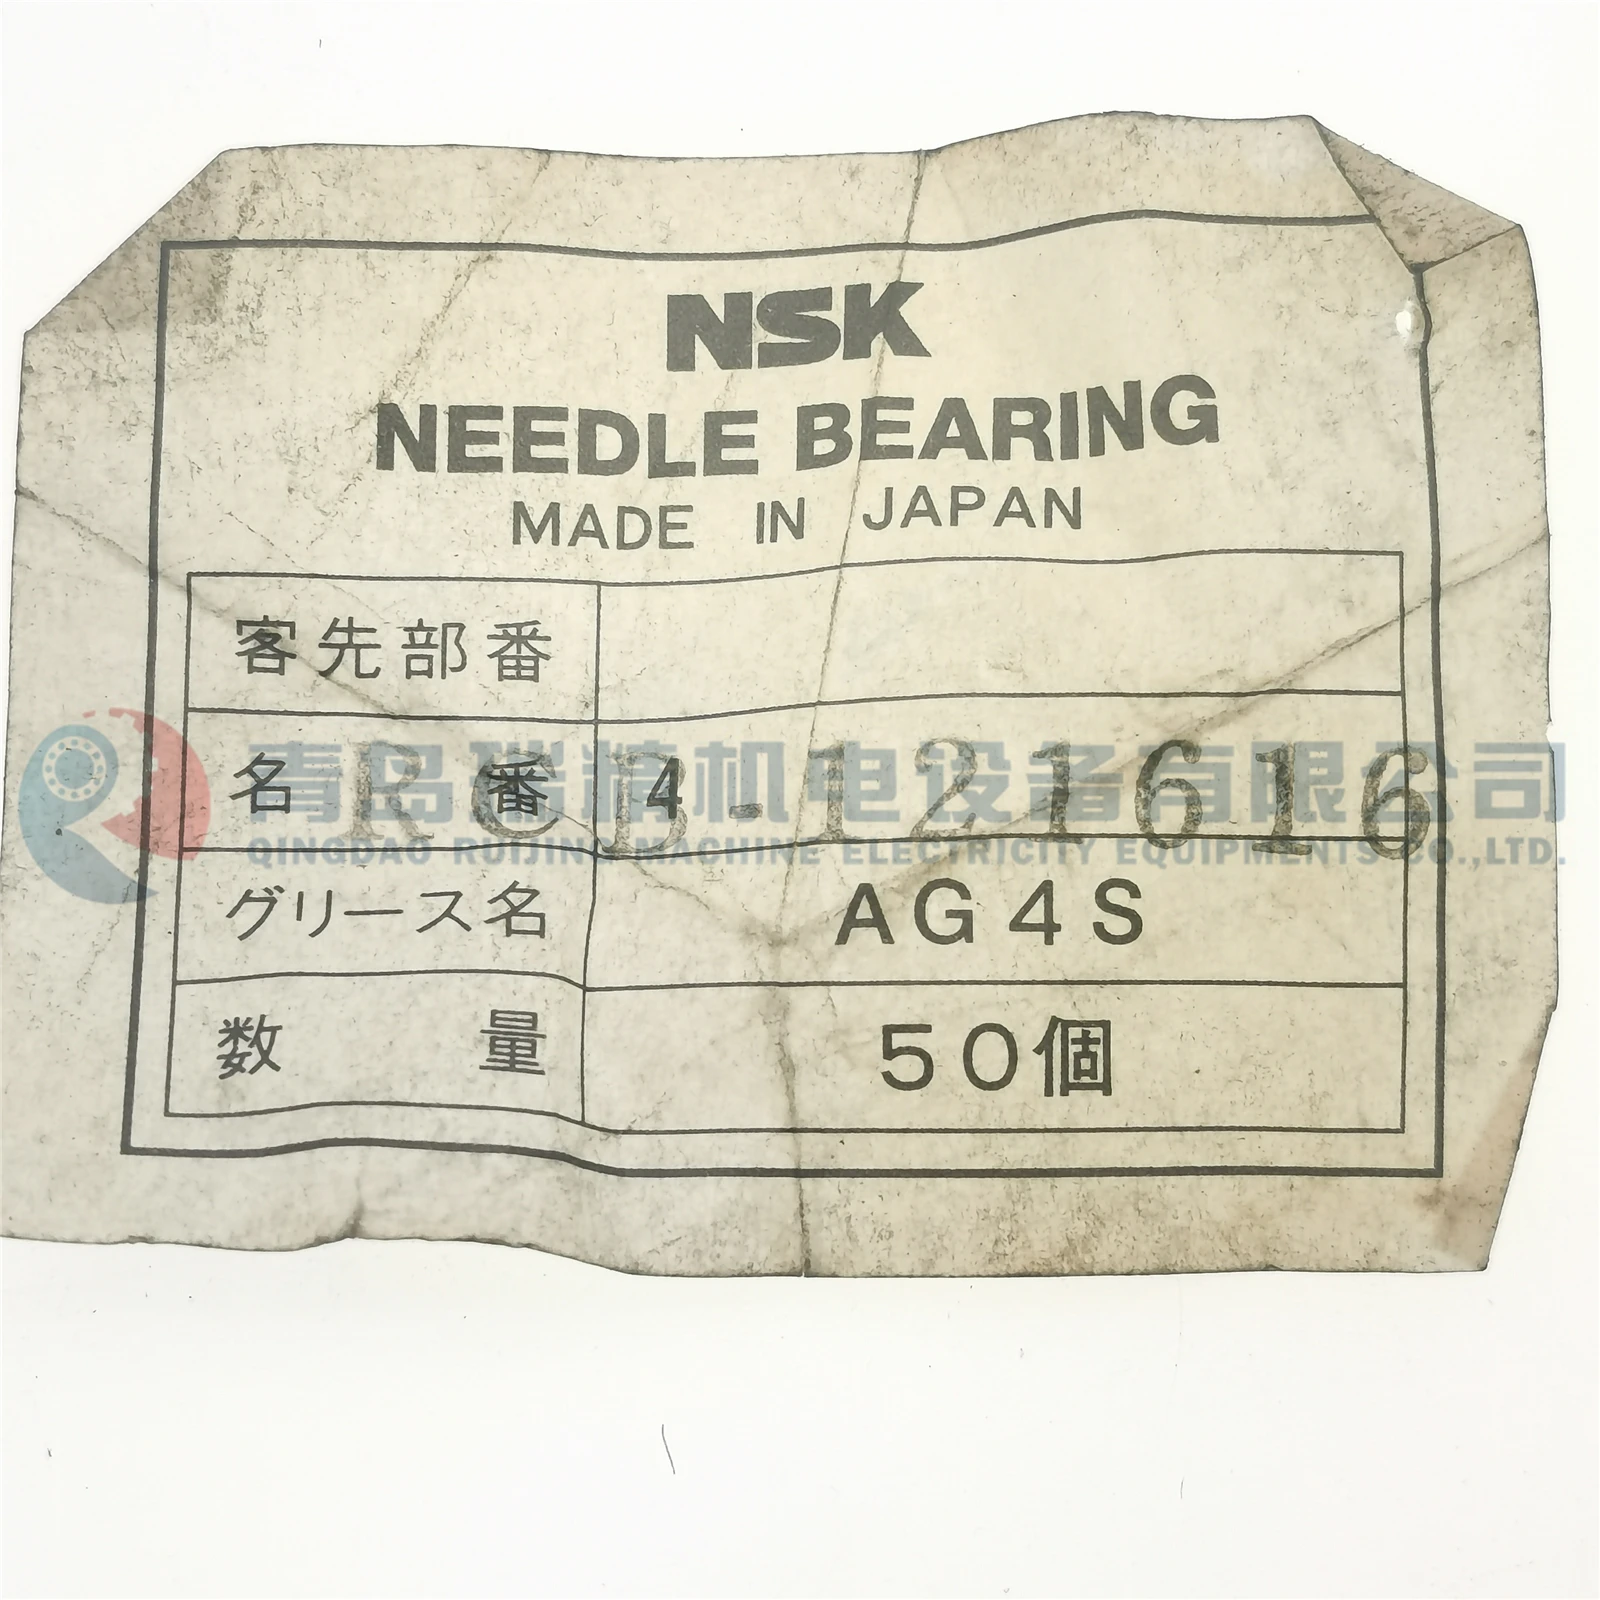 NSK
NEEDLE BEARING
MADE IN JAPAN
客先部番
名番 4
RCB-121616
青岛瑞精机电设备有限公司
QINGDAO RUIJING MACHINE ELECTRICITY EQUIPMENTS CO.,LTD.
グリース名 AG4S
数量 50個